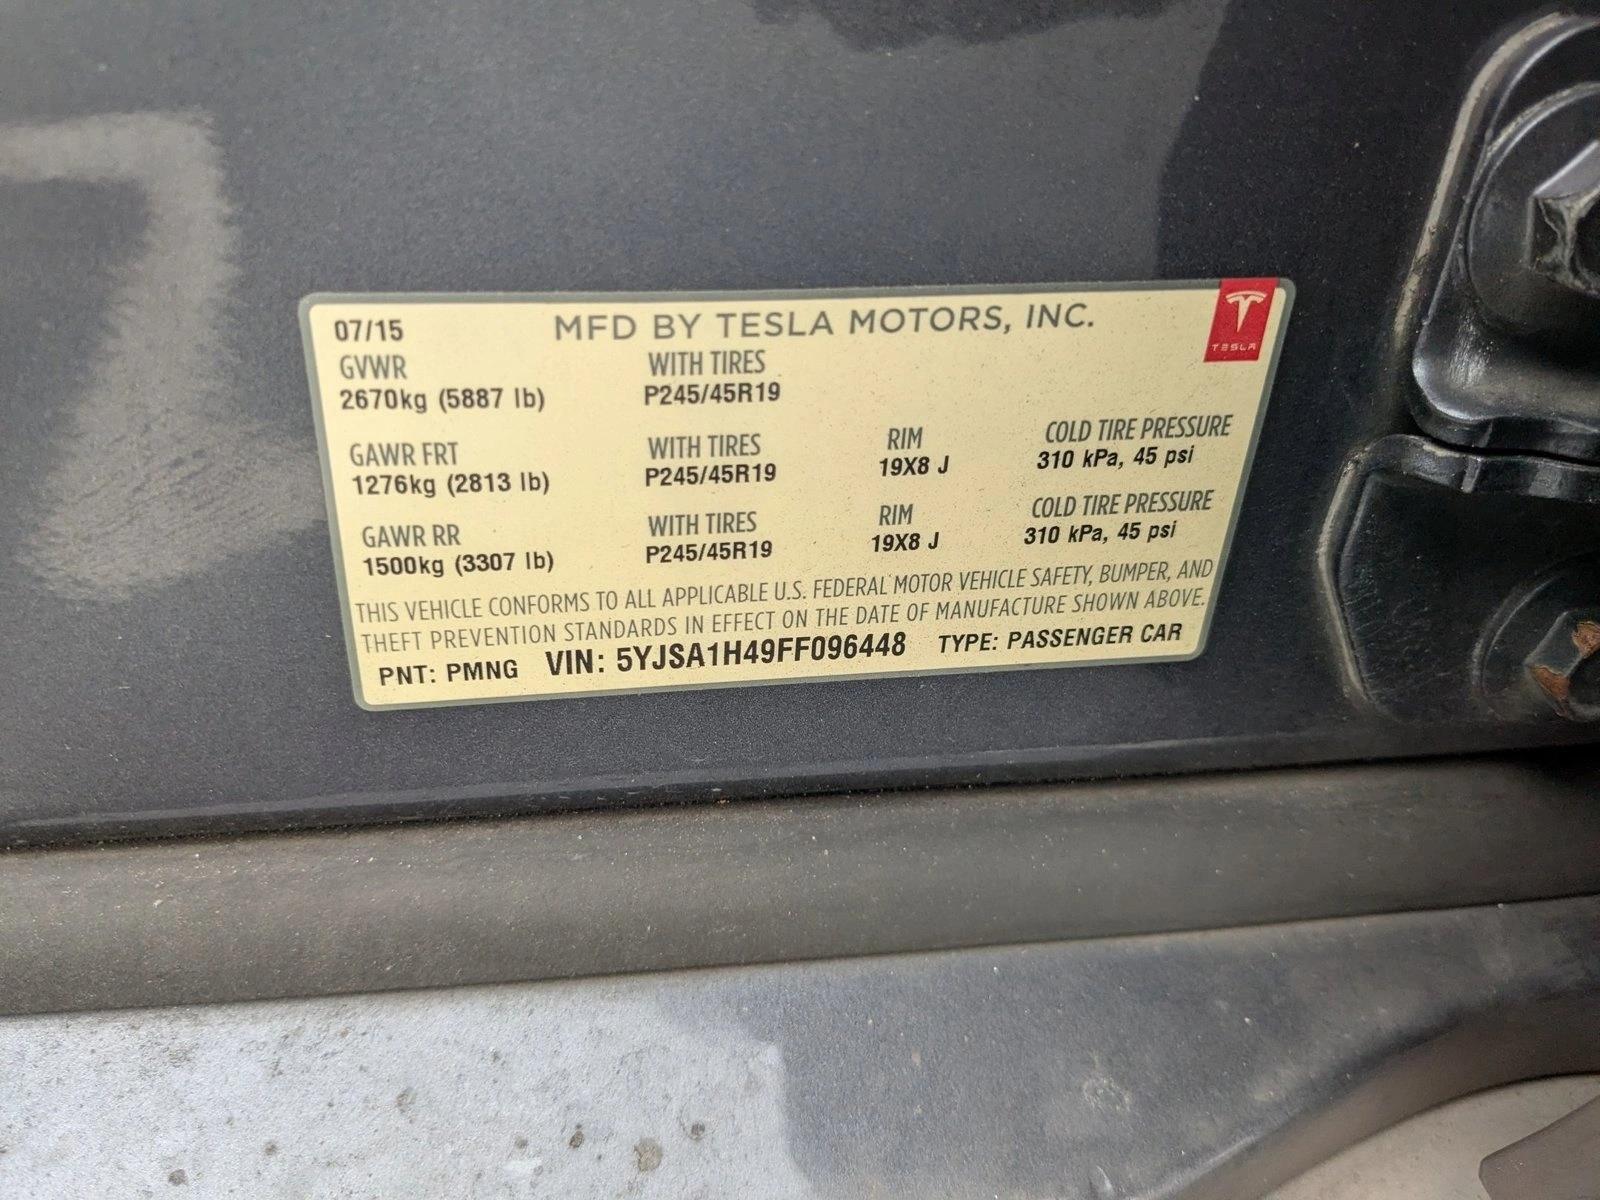 07/15 MFD BY TESLA MOTORS, INC.
TESLA
GVWR WITH TIRES
2670kg (5887 lb) P245/45R19
GAWR FRT WITH TIRES RIM COLD TIRE PRESSURE
1276kg (2813 lb) P245/45R19 19X8 J 310 kPa, 45 psi
GAWR RR WITH TIRES RIM COLD TIRE PRESSURE
1500kg (3307 lb) P245/45R19 19X8 J 310 kPa, 45 psi
THIS VEHICLE CONFORMS TO ALL APPLICABLE U.S. FEDERAL MOTOR VEHICLE SAFETY, BUMPER, AND
THEFT PREVENTION STANDARDS IN EFFECT ON THE DATE OF MANUFACTURE SHOWN ABOVE.
PNT: PMNG VIN: 5YJSA1H49FF096448 TYPE: PASSENGER CAR